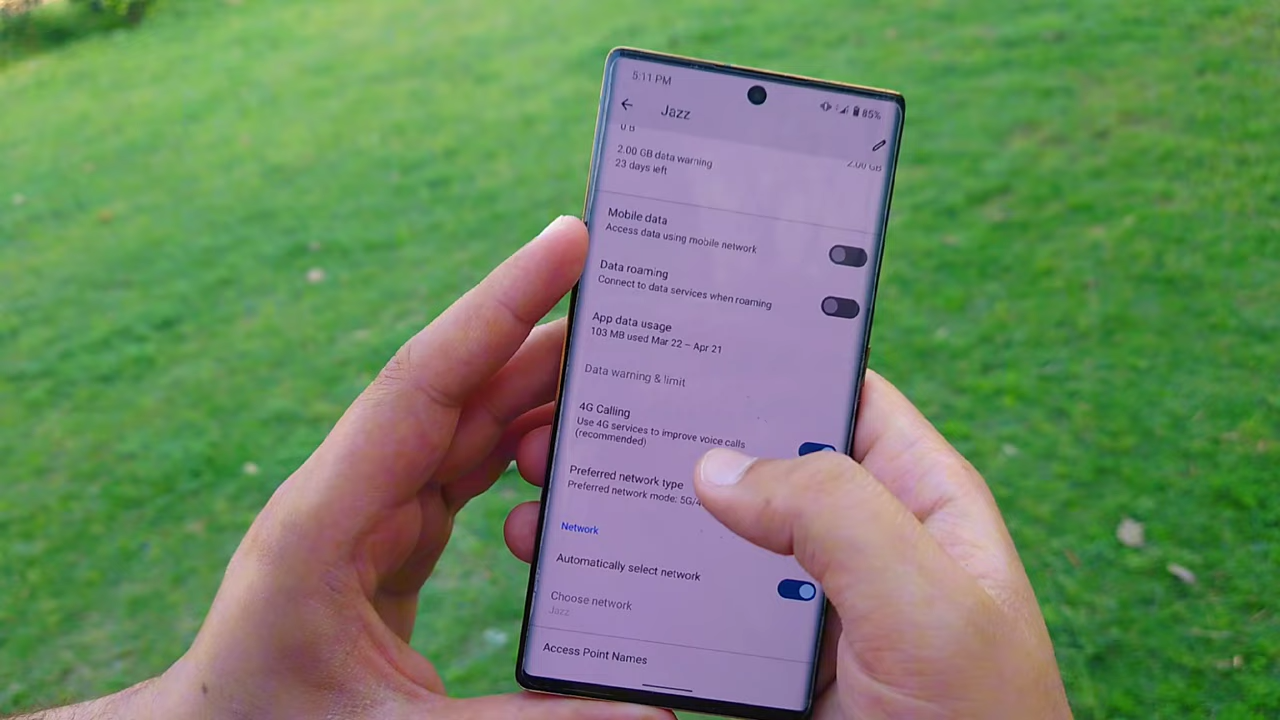 5:11 PM
85%
Jazz
0 B
2.00 GB data warning
2.00 GB
23 days left
Mobile data
Access data using mobile network
Data roaming
Connect to data services when roaming
App data usage
103 MB used Mar 22 – Apr 21
Data warning & limit
4G Calling
Use 4G services to improve voice calls
(recommended)
Preferred network type
Preferred network mode: 5G/4
Network
Automatically select network
Choose network
Jazz
Access Point Names